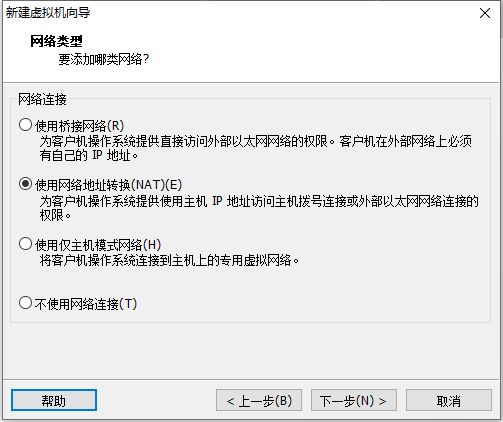 新建虚拟机向导
网络类型
要添加哪类网络?
网络连接
使用桥接网络(R)
为客户机操作系统提供直接访问外部以太网网络的权限。客户机在外部网络上必须
有自己的 IP 地址。
使用网络地址转换(NAT)(E)
为客户机操作系统提供使用主机 IP 地址访问主机拨号连接或外部以太网网络连接的
权限。
使用仅主机模式网络(H)
将客户机操作系统连接到主机上的专用虚拟网络。
不使用网络连接(T)
帮助
< 上一步(B)
下一步(N) >
取消